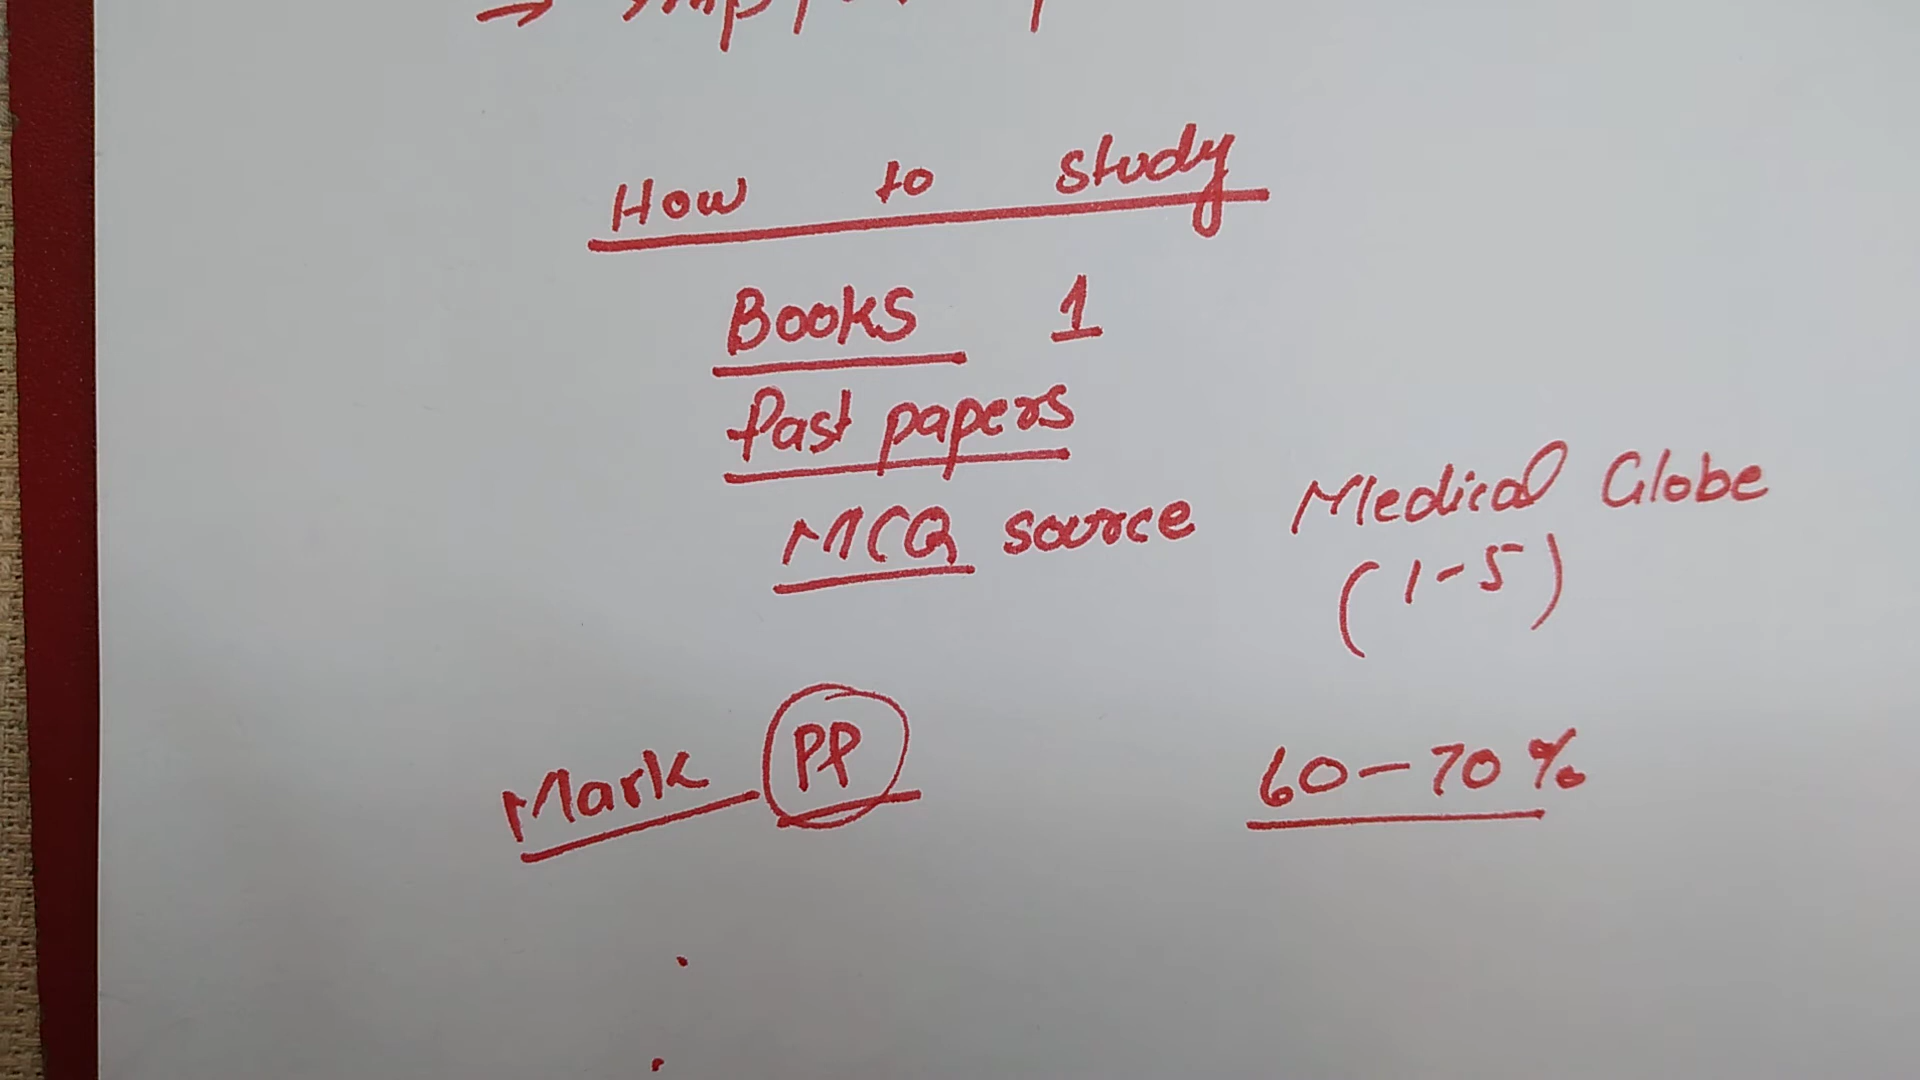 How to study
Books 1
Past papers
MCQ source Medical Globe
(1-5)
Mark PP 60-70%